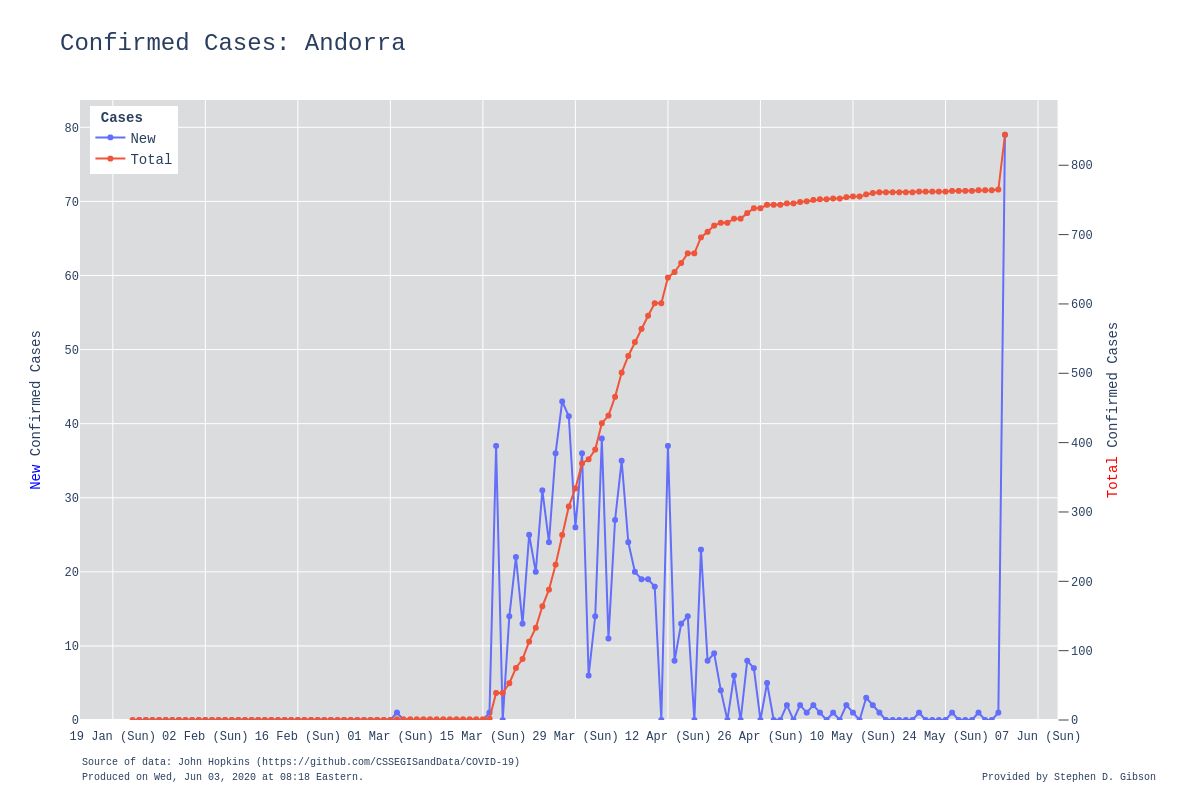 Confirmed Cases: Andorra
Cases
New
Total
80
70
60
50
40
30
20
10
0
New Confirmed Cases
800
700
600
500
400
300
200
100
0
Total Confirmed Cases
19 Jan (Sun) 02 Feb (Sun) 16 Feb (Sun) 01 Mar (Sun) 15 Mar (Sun) 29 Mar (Sun) 12 Apr (Sun) 26 Apr (Sun) 10 May (Sun) 24 May (Sun) 07 Jun (Sun)
Source of data: John Hopkins (https://github.com/CSSEGISandData/COVID-19)
Produced on Wed, Jun 03, 2020 at 08:18 Eastern.
Provided by Stephen D. Gibson